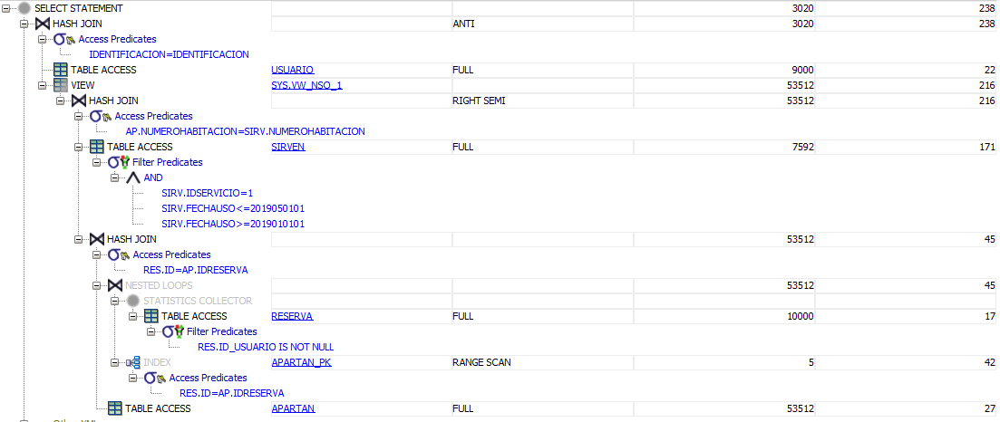 SELECT STATEMENT 3020 238
HASH JOIN ANTI 3020 238
Access Predicates
IDENTIFICACION=IDENTIFICACION
TABLE ACCESS USUARIO FULL 9000 22
VIEW SYS.VW_NSO_1 53512 216
HASH JOIN RIGHT SEMI 53512 216
Access Predicates
AP.NUMEROHABITACION=SIRV.NUMEROHABITACION
TABLE ACCESS SIRVEN FULL 7592 171
Filter Predicates
AND
SIRV.IDSERVICIO=1
SIRV.FECHAUSO<=2019050101
SIRV.FECHAUSO>=2019010101
HASH JOIN 53512 45
Access Predicates
RES.ID=AP.IDRESERVA
NESTED LOOPS 53512 45
STATISTICS COLLECTOR
TABLE ACCESS RESERVA FULL 10000 17
Filter Predicates
RES.ID_USUARIO IS NOT NULL
INDEX APARTAN_PK RANGE SCAN 5 42
Access Predicates
RES.ID=AP.IDRESERVA
TABLE ACCESS APARTAN FULL 53512 27